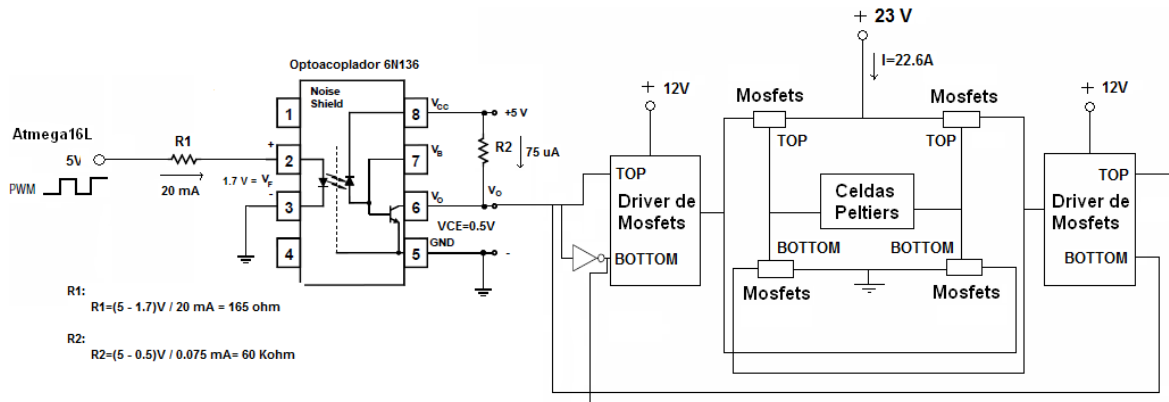 Atmega16L
5V
PWM
R1
20 mA
Optoacoplador 6N136
Noise
Shield
1
2
3
4
+
1.7 V = VF
-
8
7
6
5
VCC
VB
VO
VCE=0.5V
GND
+5 V
R2
75 uA
VO
-
R1:
R1=(5 - 1.7)V / 20 mA = 165 ohm
R2:
R2=(5 - 0.5)V / 0.075 mA= 60 Kohm
+ 12V
TOP
Driver de
Mosfets
BOTTOM
+ 23 V
I=22.6A
Mosfets
TOP
Mosfets
TOP
Celdas
Peltiers
BOTTOM
Mosfets
BOTTOM
Mosfets
+ 12V
TOP
Driver de
Mosfets
BOTTOM